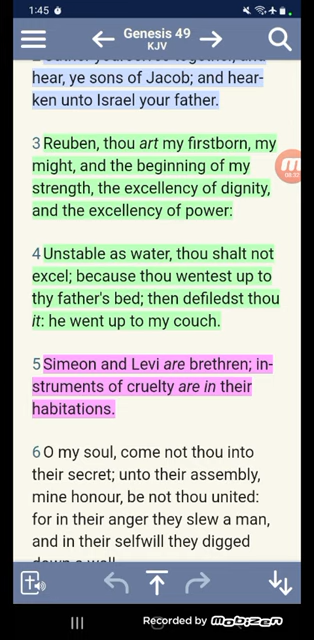 1:45
Genesis 49
KJV
hear, ye sons of Jacob; and hear-
ken unto Israel your father.
3 Reuben, thou art my firstborn, my
might, and the beginning of my
strength, the excellency of dignity,
and the excellency of power:
4 Unstable as water, thou shalt not
excel; because thou wentest up to
thy father's bed; then defiledst thou
it: he went up to my couch.
5 Simeon and Levi are brethren; in-
struments of cruelty are in their
habitations.
6 O my soul, come not thou into
their secret; unto their assembly,
mine honour, be not thou united:
for in their anger they slew a man,
and in their selfwill they digged
down a wall.
Recorded by mobizen